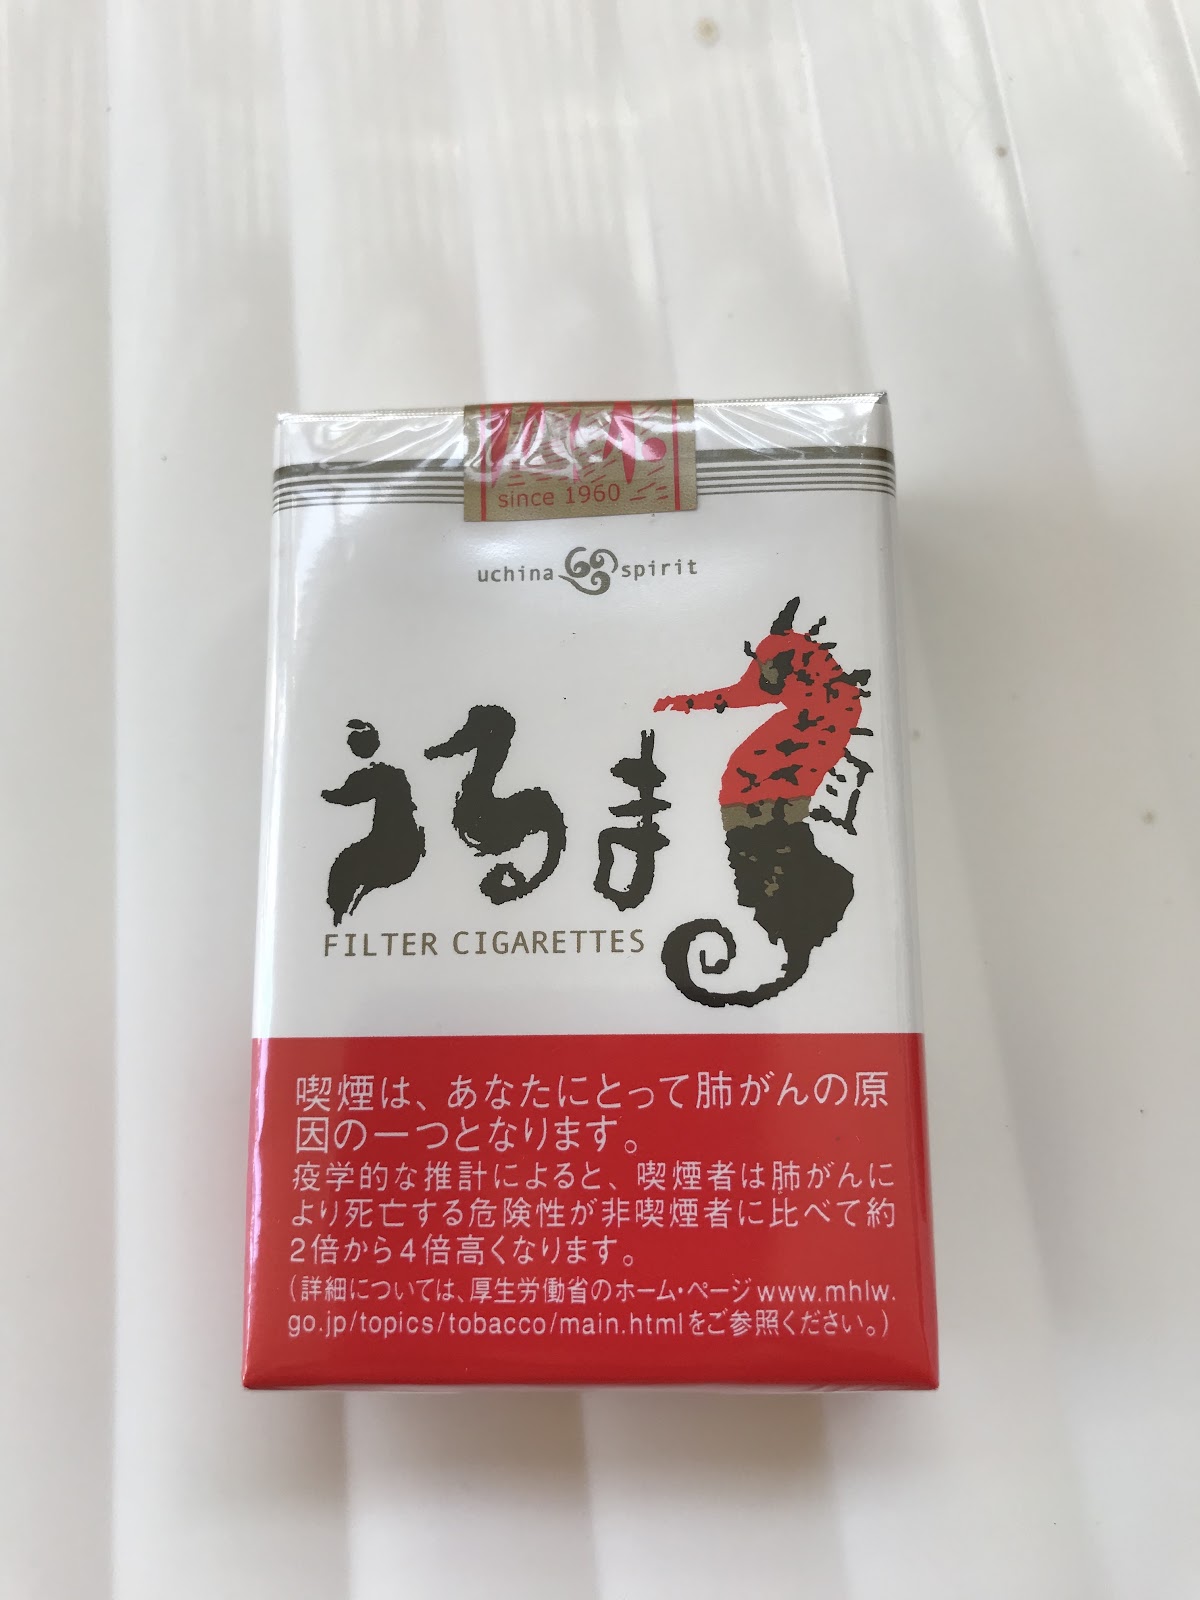 since 1960
uchina spirit
うるま
FILTER CIGARETTES
喫煙は、あなたにとって肺がんの原
因の一つとなります。
疫学的な推計によると、喫煙者は肺がんに
より死亡する危険性が非喫煙者に比べて約
2倍から4倍高くなります。
(詳細については、厚生労働省のホーム・ページ www.mhlw.
go.jp/topics/tobacco/main.htmlをご参照ください。)